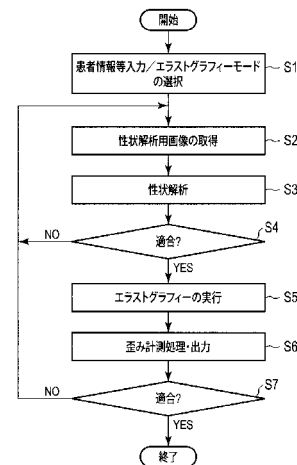 開始
患者情報等入力/エラストグラフィーモード
の選択
S1
性状解析用画像の取得
S2
性状解析
S3
適合?
S4
NO
YES
エラストグラフィーの実行
S5
歪み計測処理・出力
S6
適合?
S7
NO
YES
終了